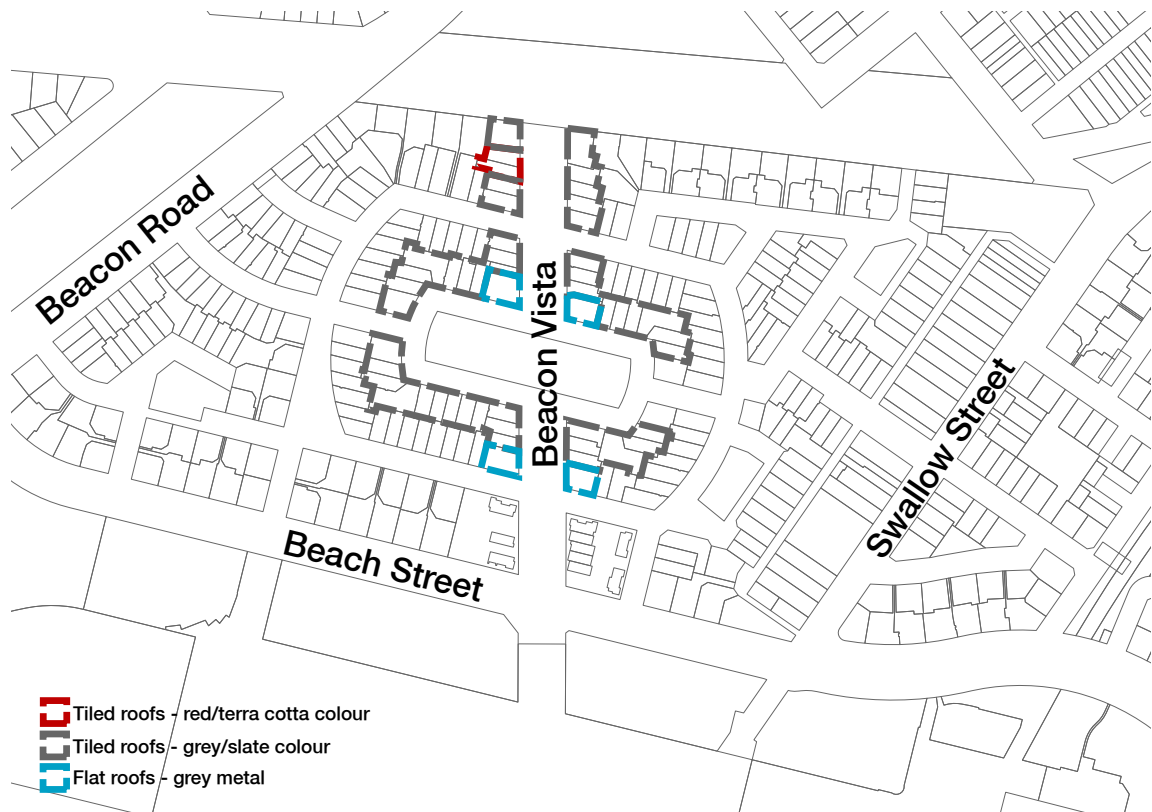 Beacon Road
Beacon Vista
Swallow Street
Beach Street
Tiled roofs - red/terra cotta colour
Tiled roofs - grey/slate colour
Flat roofs - grey metal